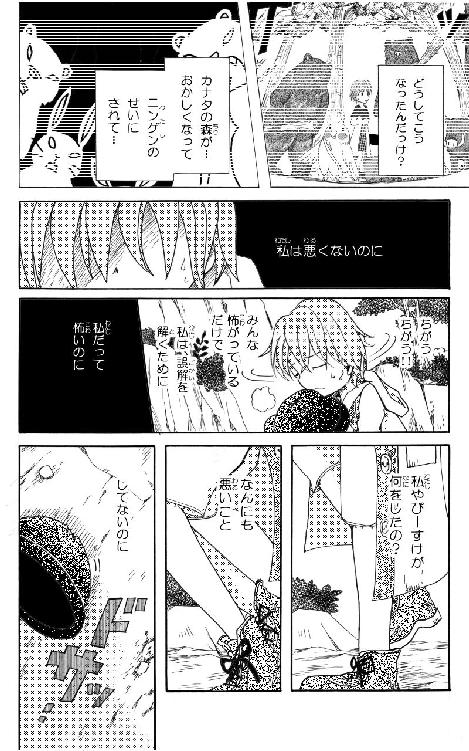 どうしてこう
なったんだっけ?
カナタの森が…
おかしくなって
ニンゲンの
せいに
されて…
私は悪くないのに
ちがう
ちがう…
みんな
怖がっている
だけで
私は誤解を
解くために
私だって
怖いのに
私やびーすけが、
何をしたの?
なんにも
悪いこと
してないのに
ドサッ